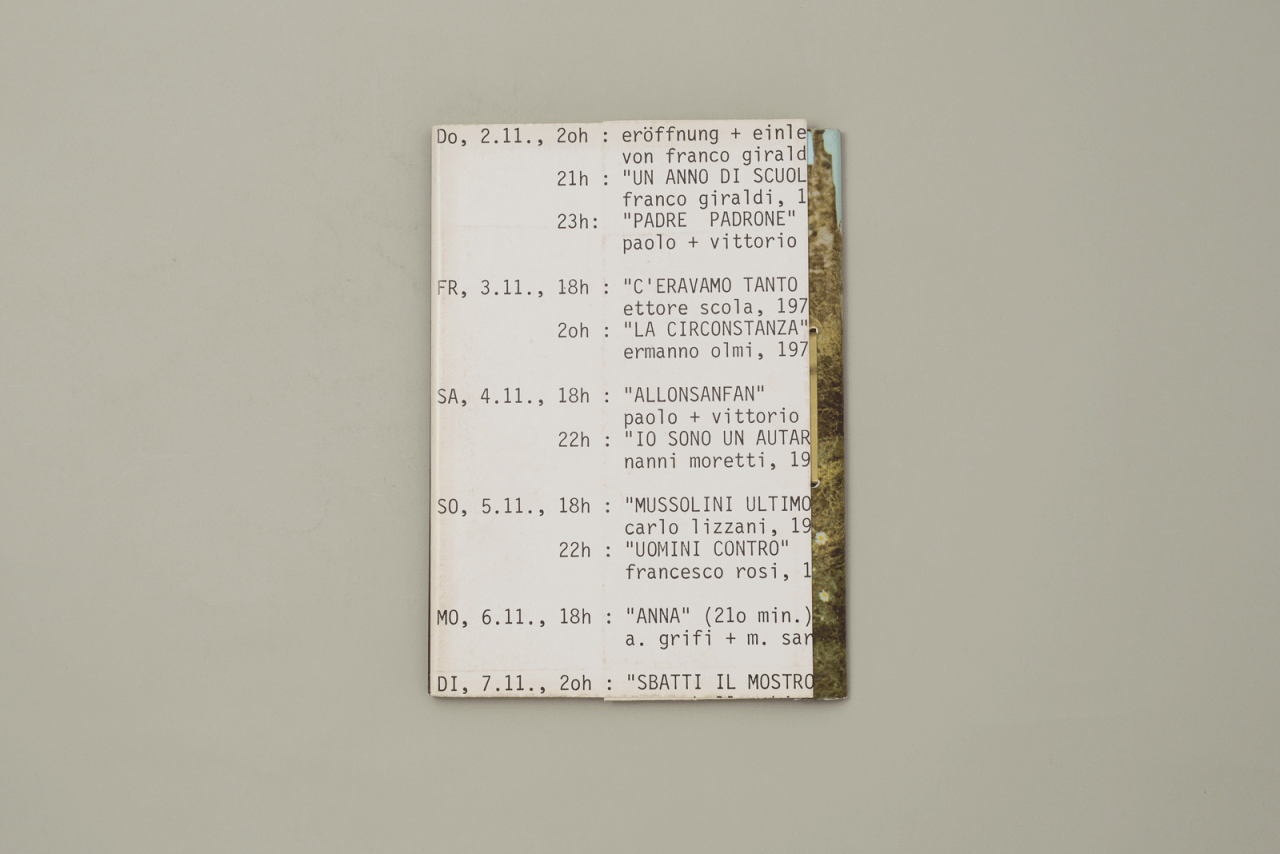 Do, 2.11., 2oh : eröffnung + einle
von franco girald
21h : "UN ANNO DI SCUOL
franco giraldi, 1
23h: "PADRE PADRONE"
paolo + vittorio
FR, 3.11., 18h : "C'ERAVAMO TANTO
ettore scola, 197
2oh : "LA CIRCONSTANZA"
ermanno olmi, 197
SA, 4.11., 18h : "ALLONSANFAN"
paolo + vittorio
22h : "IO SONO UN AUTAR
nanni moretti, 19
SO, 5.11., 18h : "MUSSOLINI ULTIMO
carlo lizzani, 19
22h : "UOMINI CONTRO"
francesco rosi, 1
MO, 6.11., 18h : "ANNA" (21o min.)
a. grifi + m. sar
DI, 7.11., 2oh : "SBATTI IL MOSTRO